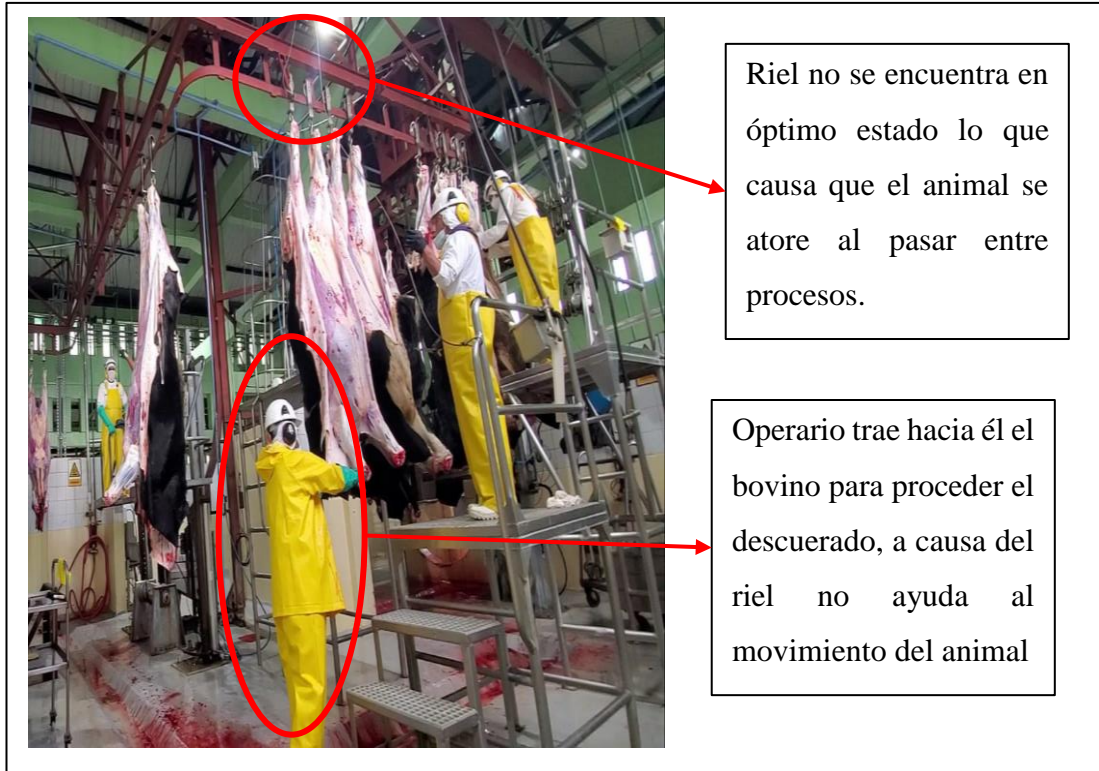 Riel no se encuentra en
óptimo estado lo que
causa que el animal se
atore al pasar entre
procesos.
Operario trae hacia él el
bovino para proceder el
descuerado, a causa del
riel no ayuda al
movimiento del animal